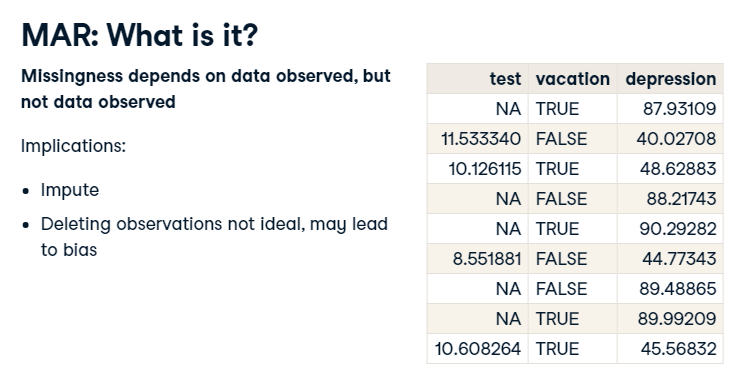 MAR: What is it?
Missingness depends on data observed, but
not data observed
Implications:
• Impute
• Deleting observations not ideal, may lead
to bias
test vacation depression
NA TRUE 87.93109
11.533340 FALSE 40.02708
10.126115 TRUE 48.62883
NA FALSE 88.21743
NA TRUE 90.29282
8.551881 FALSE 44.77343
NA FALSE 89.48865
NA TRUE 89.99209
10.608264 TRUE 45.56832